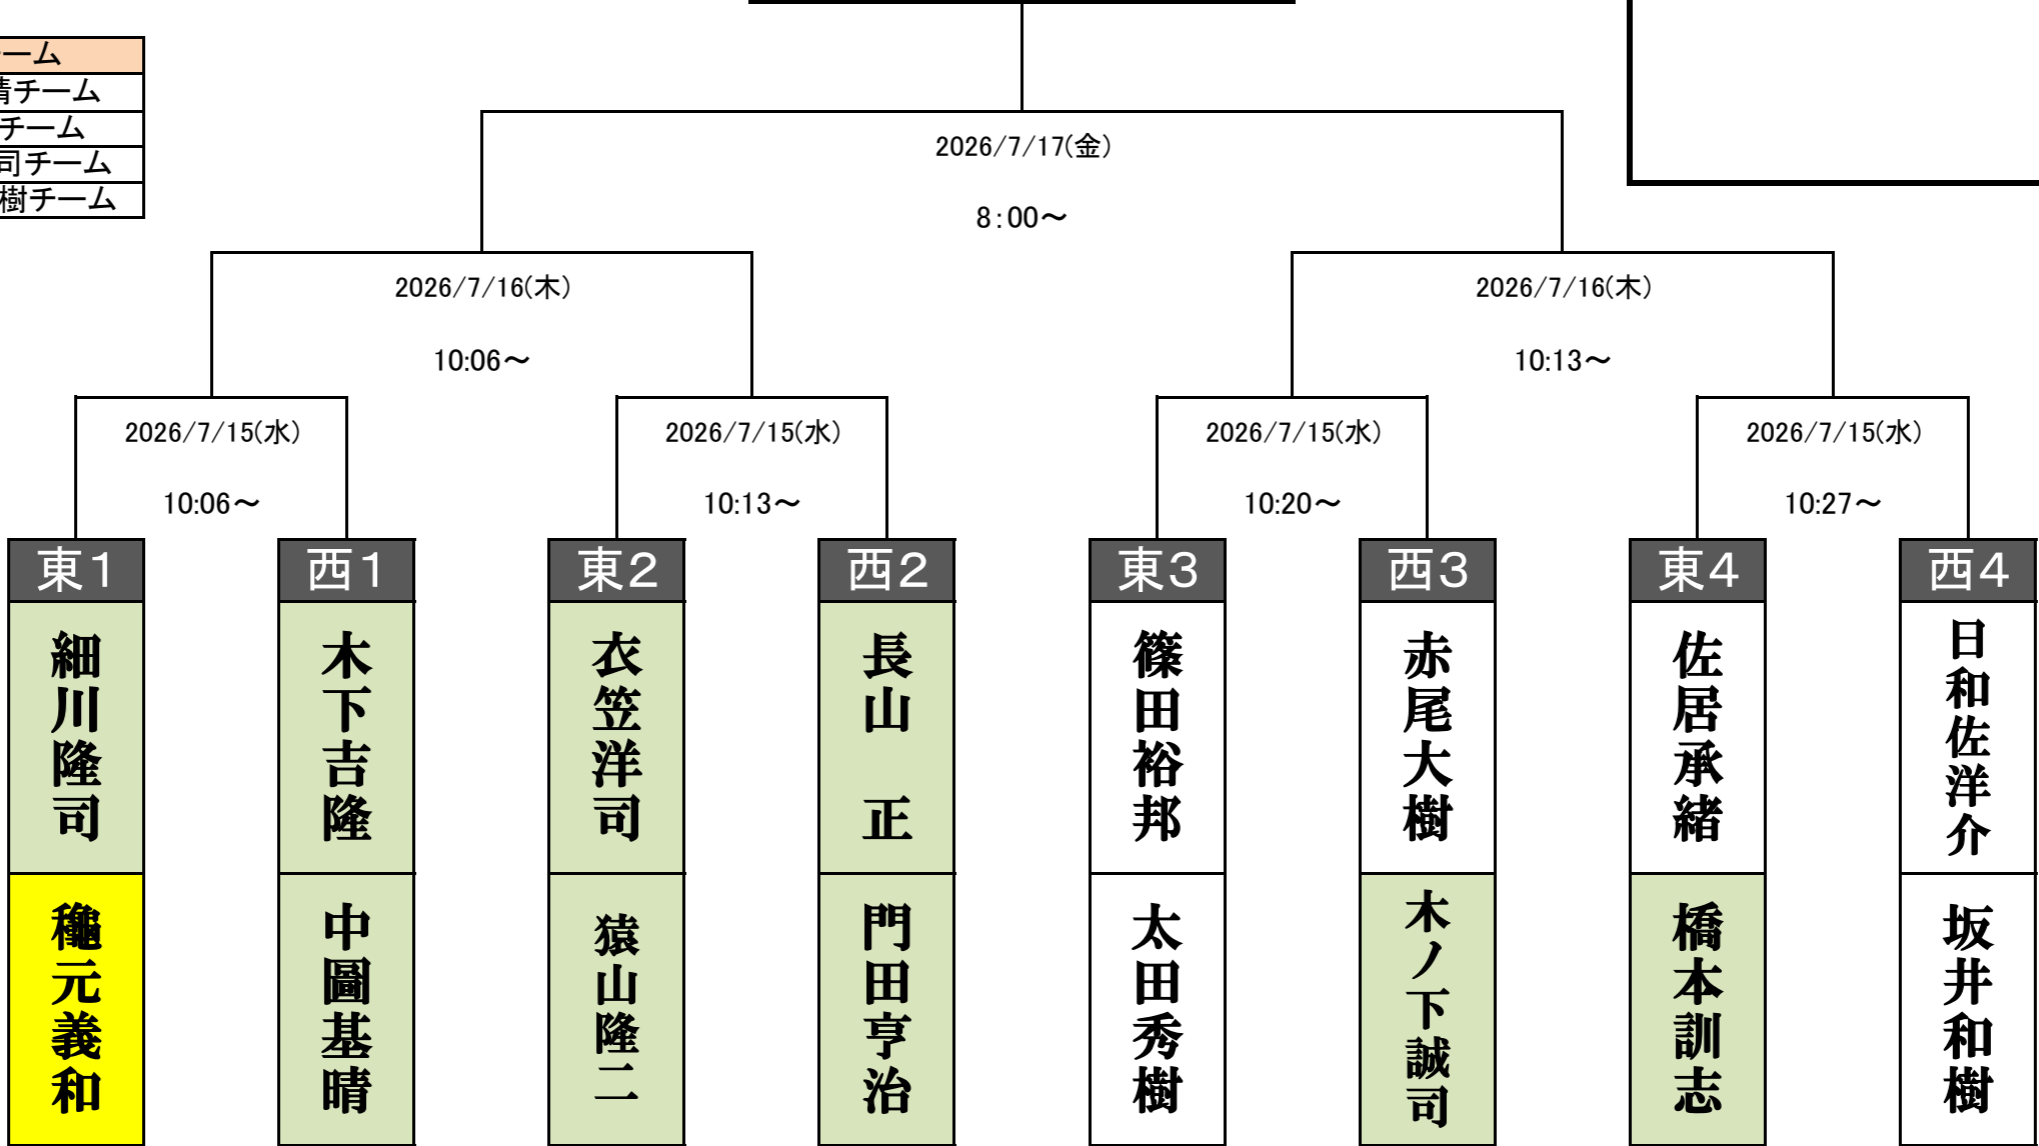 ーム
晴チーム
チーム
司チーム
樹チーム
2026/7/17(金)
8:00～
2026/7/16(木)
2026/7/16(木)
10:06～
10:13～
2026/7/15(水)
2026/7/15(水)
2026/7/15(水)
2026/7/15(水)
10:06～
10:13～
10:20～
10:27～
東1
西1
東2
西2
東3
西3
東4
西4
細川隆司
木下吉隆
衣笠洋司
長山 正
篠田裕邦
赤尾大樹
佐居承緒
日和佐洋介
穐元義和
中圖基晴
猿山隆二
門田亨治
太田秀樹
木ノ下誠司
橋本訓志
坂井和樹